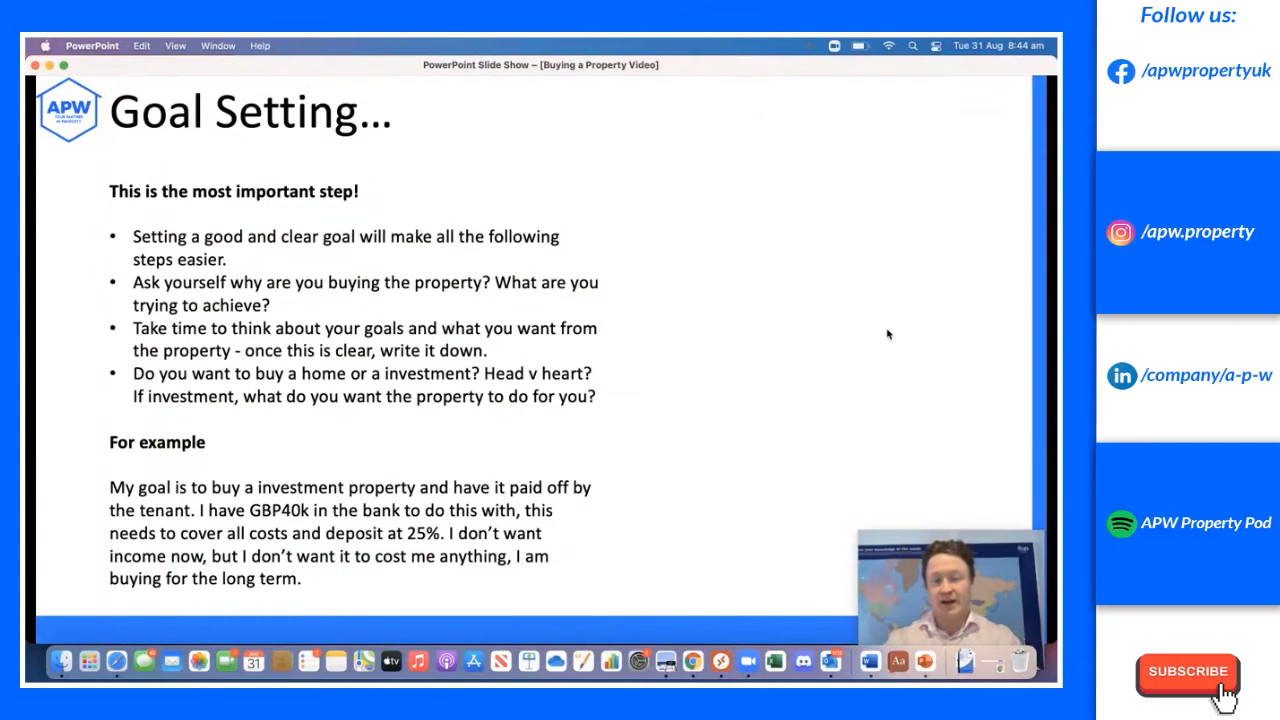 PowerPoint Edit View Window Help
Tue 31 Aug 8:44 am
PowerPoint Slide Show – [Buying a Property Video]
APW
YOUR PARTNER
IN PROPERTY
Goal Setting...
This is the most important step!
• Setting a good and clear goal will make all the following
steps easier.
• Ask yourself why are you buying the property? What are you
trying to achieve?
• Take time to think about your goals and what you want from
the property - once this is clear, write it down.
• Do you want to buy a home or a investment? Head v heart?
If investment, what do you want the property to do for you?
For example
My goal is to buy a investment property and have it paid off by
the tenant. I have GBP40k in the bank to do this with, this
needs to cover all costs and deposit at 25%. I don't want
income now, but I don't want it to cost me anything, I am
buying for the long term.
31
tv
Aa
Follow us:
/apwpropertyuk
/apw.property
in /company/a-p-w
APW Property Pod
SUBSCRIBE